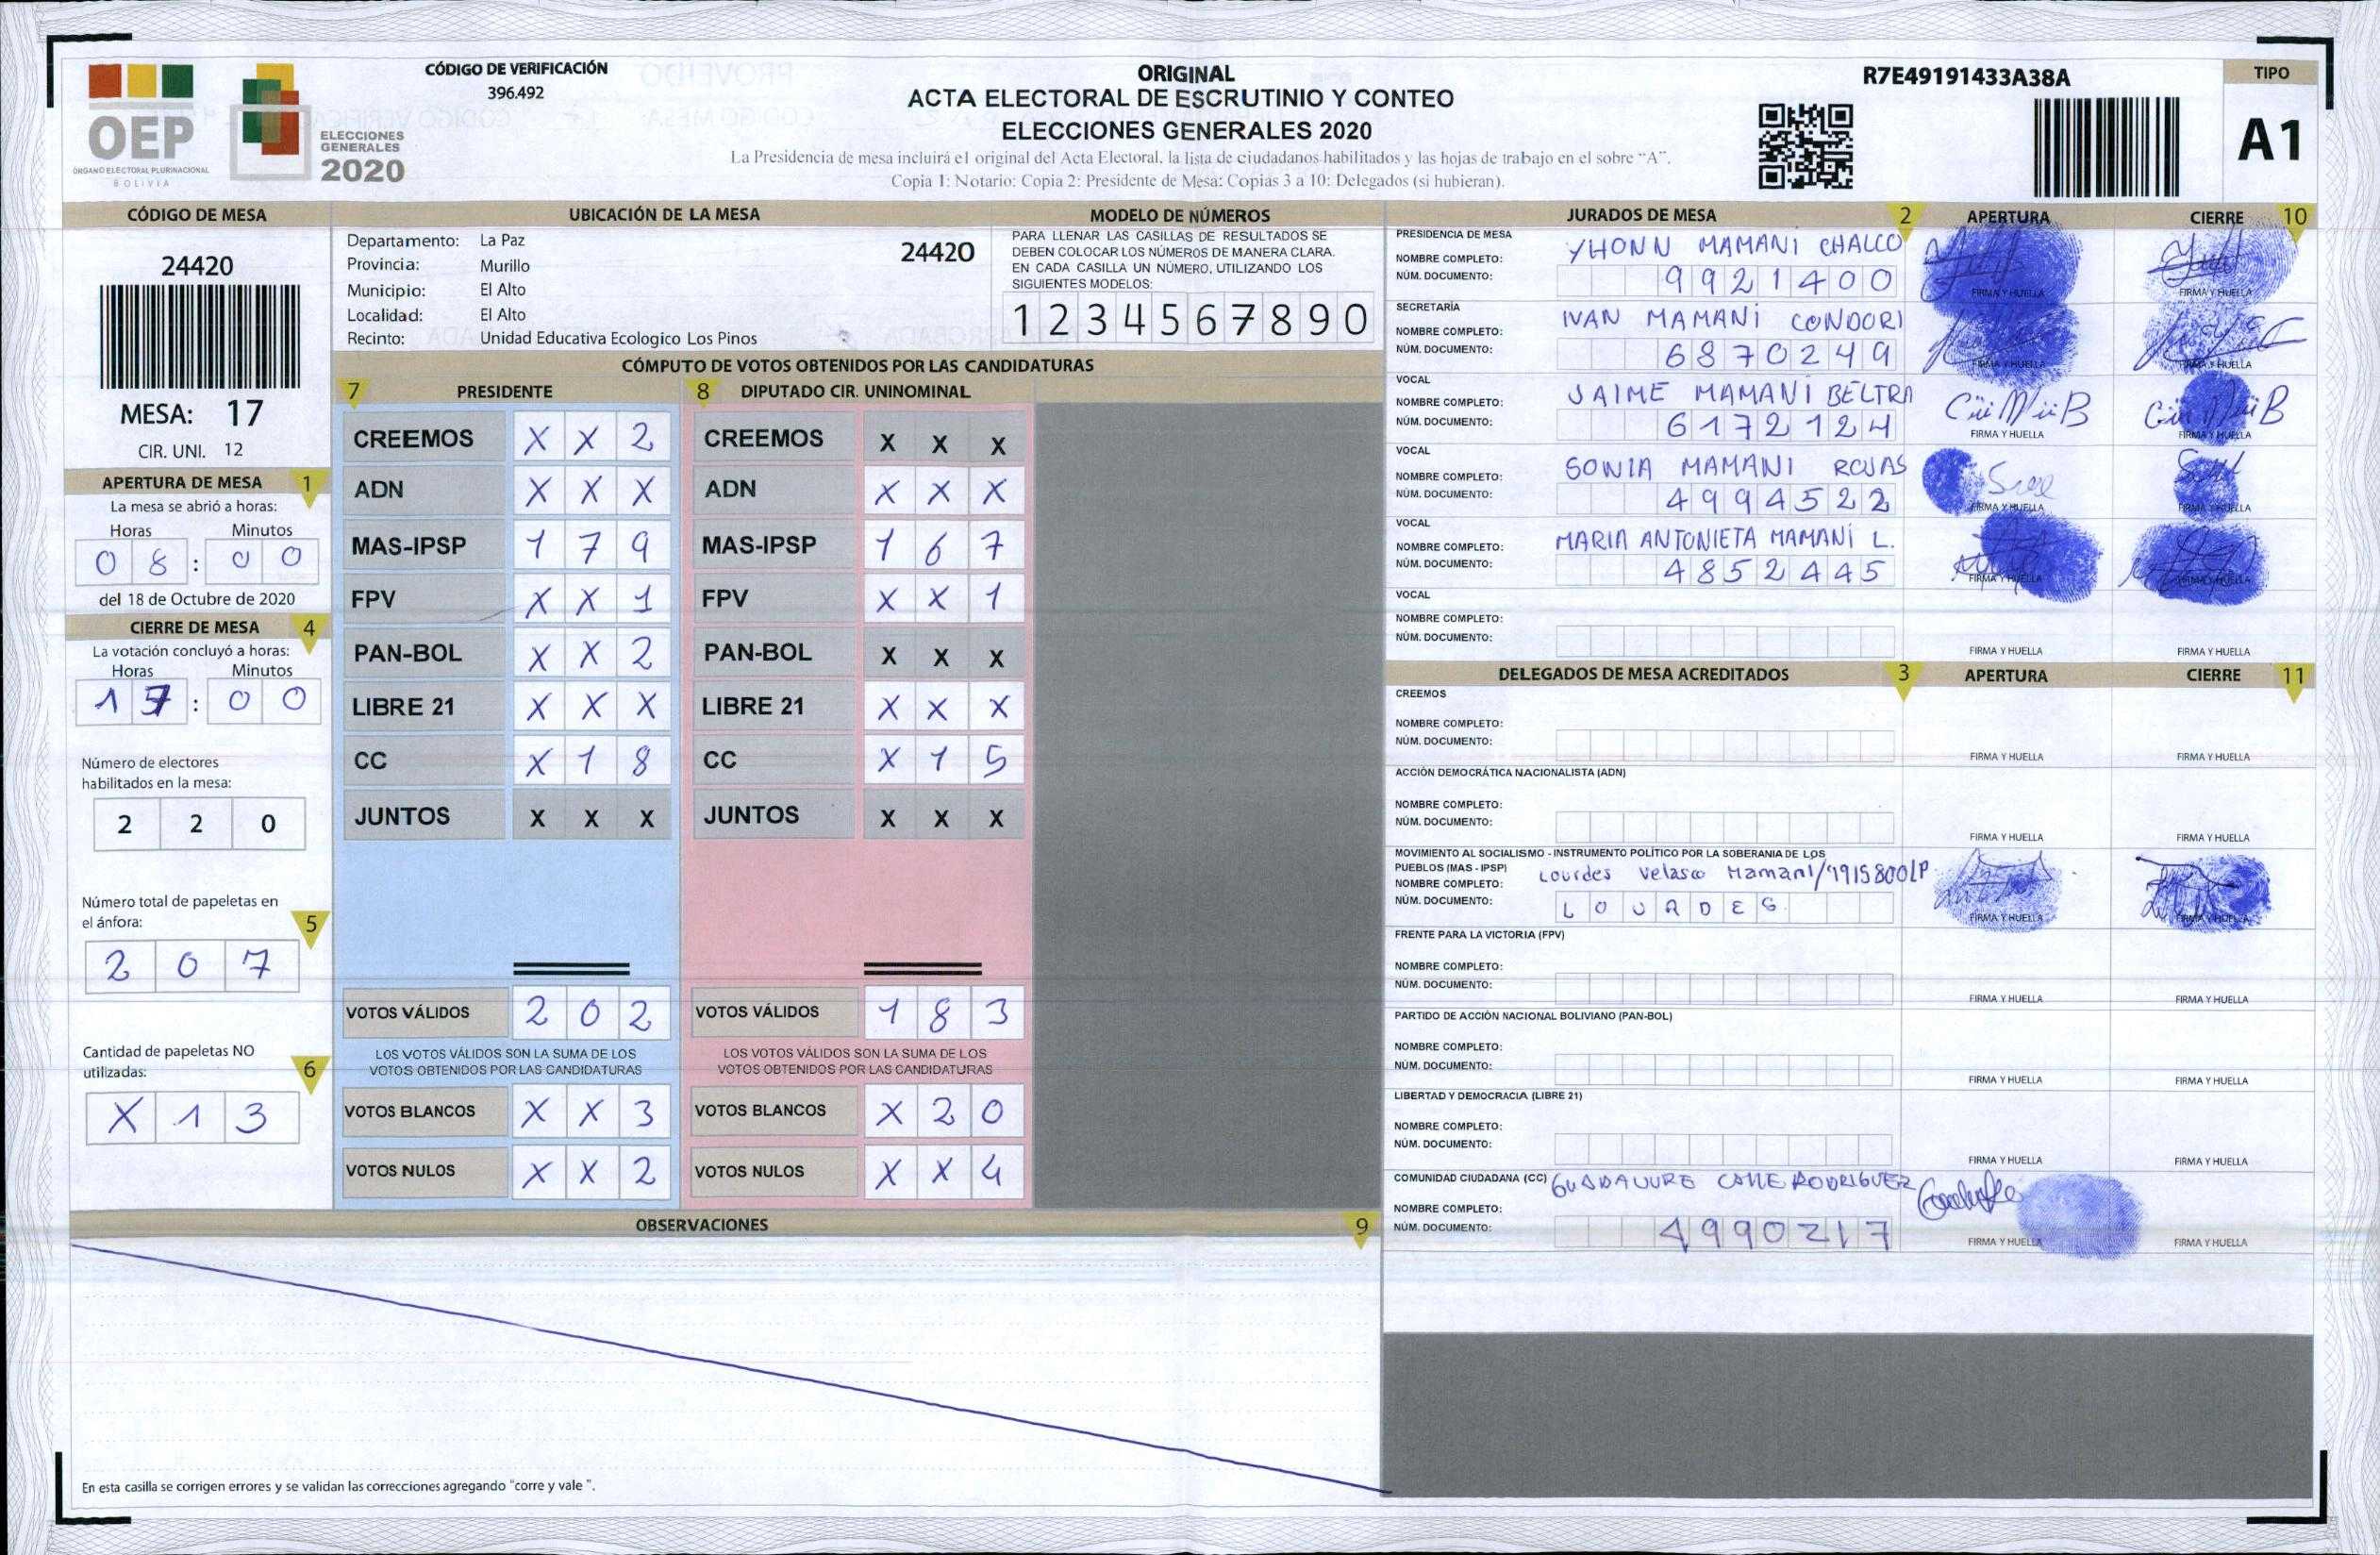 CÓDIGO DE VERIFICACIÓN
396.492
OEP
ÓRGANO ELECTORAL PLURINACIONAL
BOLIVIA
ELECCIONES
GENERALES
2020
ORIGINAL
ACTA ELECTORAL DE ESCRUTINIO Y CONTEO
ELECCIONES GENERALES 2020
La Presidencia de mesa incluirá el original del Acta Electoral, la lista de ciudadanos habilitados y las hojas de trabajo en el sobre "A".
Copia 1: Notario: Copia 2: Presidente de Mesa: Copias 3 a 10: Delegados (si hubieran).
R7E49191433A38A
TIPO
A1
CÓDIGO DE MESA
24420
MESA: 17
CIR. UNI. 12
APERTURA DE MESA 1
La mesa se abrió a horas:
Horas Minutos
0 8 : 0 0
del 18 de Octubre de 2020
CIERRE DE MESA 4
La votación concluyó a horas:
Horas Minutos
1 7 : 0 0
Número de electores
habilitados en la mesa:
2 2 0
Número total de papeletas en
el ánfora: 5
2 0 7
Cantidad de papeletas NO
utilizadas: 6
X 1 3
UBICACIÓN DE LA MESA
Departamento: La Paz
Provincia: Murillo
Municipio: El Alto
Localidad: El Alto
Recinto: Unidad Educativa Ecologico Los Pinos
24420
MODELO DE NÚMEROS
PARA LLENAR LAS CASILLAS DE RESULTADOS SE
DEBEN COLOCAR LOS NÚMEROS DE MANERA CLARA.
EN CADA CASILLA UN NÚMERO, UTILIZANDO LOS
SIGUIENTES MODELOS:
1 2 3 4 5 6 7 8 9 0
CÓMPUTO DE VOTOS OBTENIDOS POR LAS CANDIDATURAS
7 PRESIDENTE 8 DIPUTADO CIR. UNINOMINAL
CREEMOS X X 2 CREEMOS X X X
ADN X X X ADN X X X
MAS-IPSP 1 7 9 MAS-IPSP 1 6 7
FPV X X 1 FPV X X 1
PAN-BOL X X 2 PAN-BOL X X X
LIBRE 21 X X X LIBRE 21 X X X
CC X 1 8 CC X 1 5
JUNTOS X X X JUNTOS X X X
VOTOS VÁLIDOS 2 0 2 VOTOS VÁLIDOS 1 8 3
LOS VOTOS VÁLIDOS SON LA SUMA DE LOS LOS VOTOS VÁLIDOS SON LA SUMA DE LOS
VOTOS OBTENIDOS POR LAS CANDIDATURAS VOTOS OBTENIDOS POR LAS CANDIDATURAS
VOTOS BLANCOS X X 3 VOTOS BLANCOS X 2 0
VOTOS NULOS X X 2 VOTOS NULOS X X 4
OBSERVACIONES 9
En esta casilla se corrigen errores y se validan las correcciones agregando "corre y vale ".
JURADOS DE MESA 2 APERTURA CIERRE 10
PRESIDENCIA DE MESA
NOMBRE COMPLETO: YHONN MAMANI CHALLO
NÚM. DOCUMENTO: 9921400 FIRMA Y HUELLA FIRMA Y HUELLA
SECRETARÍA
NOMBRE COMPLETO: IVAN MAMANI CONDORI
NÚM. DOCUMENTO: 6870249 FIRMA Y HUELLA FIRMA Y HUELLA
VOCAL
NOMBRE COMPLETO: JAIME MAMANI BELTRA
NÚM. DOCUMENTO: 6172124 FIRMA Y HUELLA FIRMA Y HUELLA
VOCAL
NOMBRE COMPLETO: SONIA MAMANI ROJAS
NÚM. DOCUMENTO: 4994522 FIRMA Y HUELLA FIRMA Y HUELLA
VOCAL
NOMBRE COMPLETO: MARIA ANTONIETA MAMANI L.
NÚM. DOCUMENTO: 4852445 FIRMA Y HUELLA FIRMA Y HUELLA
VOCAL
NOMBRE COMPLETO:
NÚM. DOCUMENTO: FIRMA Y HUELLA FIRMA Y HUELLA
DELEGADOS DE MESA ACREDITADOS 3 APERTURA CIERRE 11
CREEMOS
NOMBRE COMPLETO:
NÚM. DOCUMENTO: FIRMA Y HUELLA FIRMA Y HUELLA
ACCIÓN DEMOCRÁTICA NACIONALISTA (ADN)
NOMBRE COMPLETO:
NÚM. DOCUMENTO: FIRMA Y HUELLA FIRMA Y HUELLA
MOVIMIENTO AL SOCIALISMO - INSTRUMENTO POLÍTICO POR LA SOBERANIA DE LOS
PUEBLOS (MAS - IPSP)
NOMBRE COMPLETO: Lourdes Velasco Mamani/9915800LP
NÚM. DOCUMENTO: LOURDES FIRMA Y HUELLA FIRMA Y HUELLA
FRENTE PARA LA VICTORIA (FPV)
NOMBRE COMPLETO:
NÚM. DOCUMENTO: FIRMA Y HUELLA FIRMA Y HUELLA
PARTIDO DE ACCIÓN NACIONAL BOLIVIANO (PAN-BOL)
NOMBRE COMPLETO:
NÚM. DOCUMENTO: FIRMA Y HUELLA FIRMA Y HUELLA
LIBERTAD Y DEMOCRACIA (LIBRE 21)
NOMBRE COMPLETO:
NÚM. DOCUMENTO: FIRMA Y HUELLA FIRMA Y HUELLA
COMUNIDAD CIUDADANA (CC) CALLE RODRIGUEZ
NOMBRE COMPLETO:
NÚM. DOCUMENTO: 4990217 FIRMA Y HUELLA FIRMA Y HUELLA